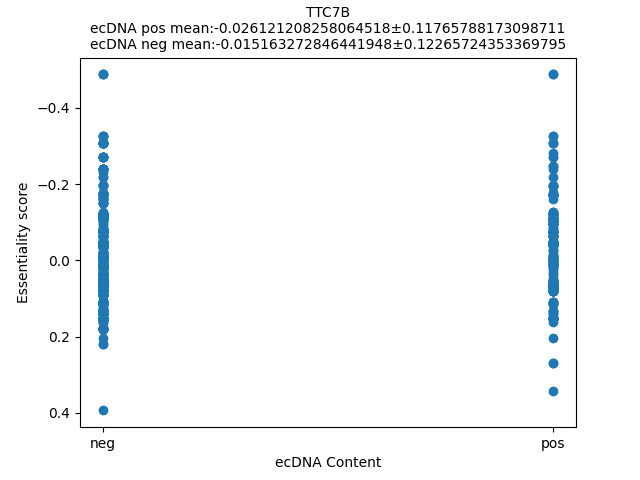 TTC7B
ecDNA pos mean:-0.026121208258064518±0.11765788173098711
ecDNA neg mean:-0.015163272846441948±0.12265724353369795
−0.4
−0.2
0.0
0.2
0.4
Essentiality score
neg
pos
ecDNA Content